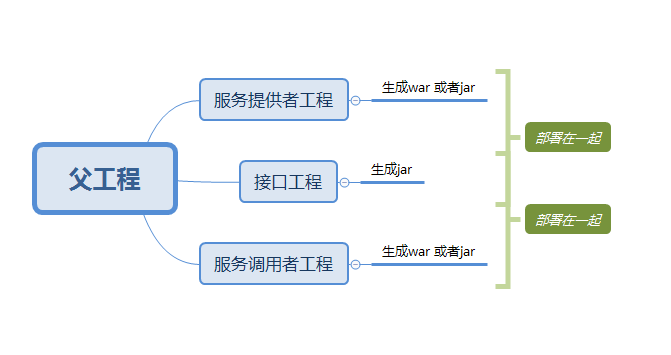 父工程
服务提供者工程
生成war 或者jar
部署在一起
接口工程
生成jar
部署在一起
服务调用者工程
生成war 或者jar